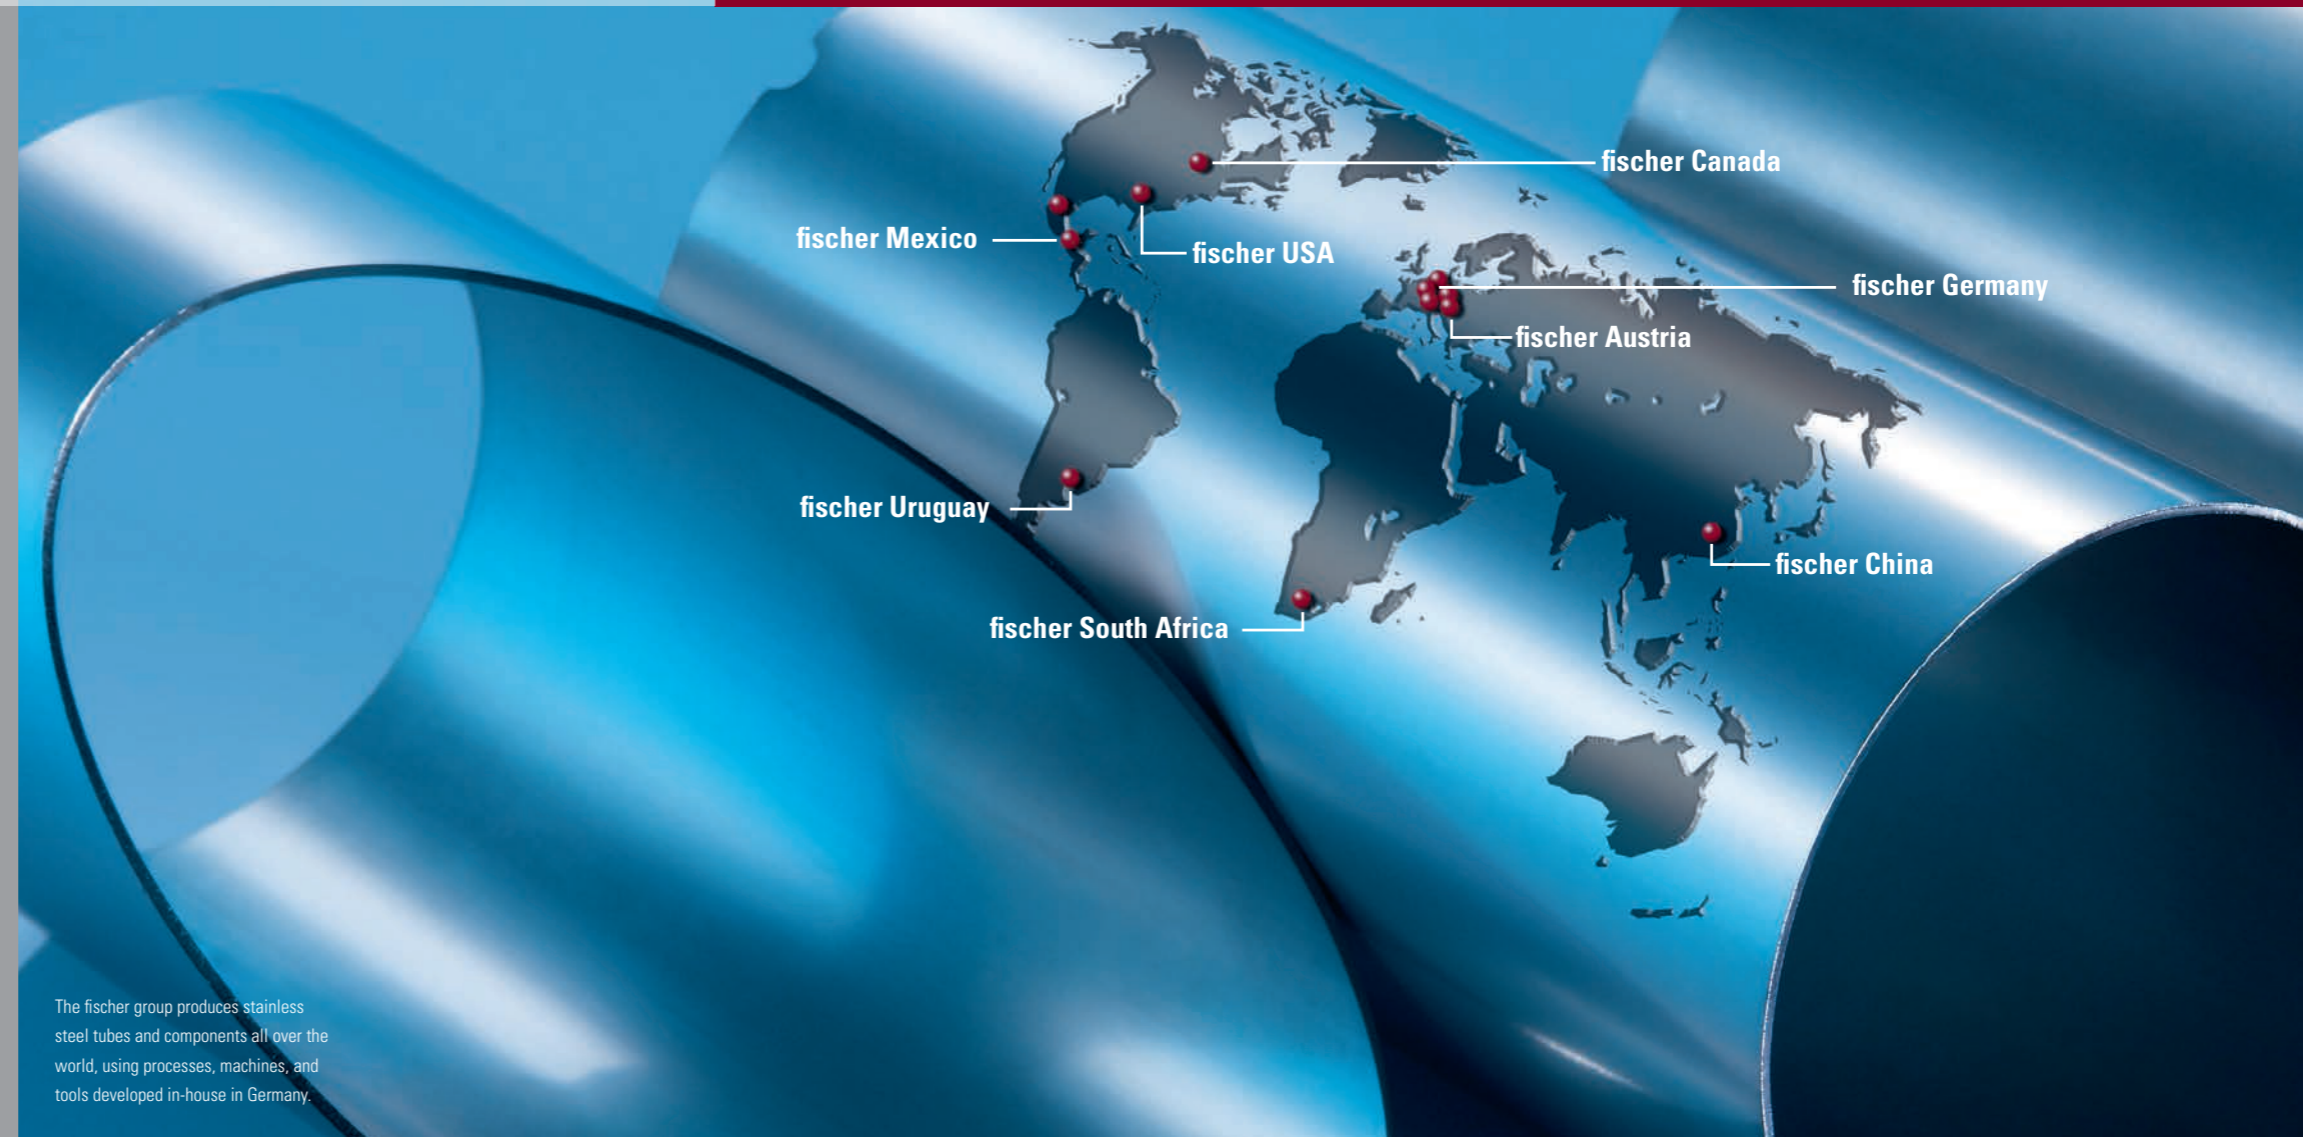 fischer Canada
fischer Mexico
fischer USA
fischer Germany
fischer Austria
fischer Uruguay
fischer China
fischer South Africa
The fischer group produces stainless
steel tubes and components all over the
world, using processes, machines, and
tools developed in-house in Germany.